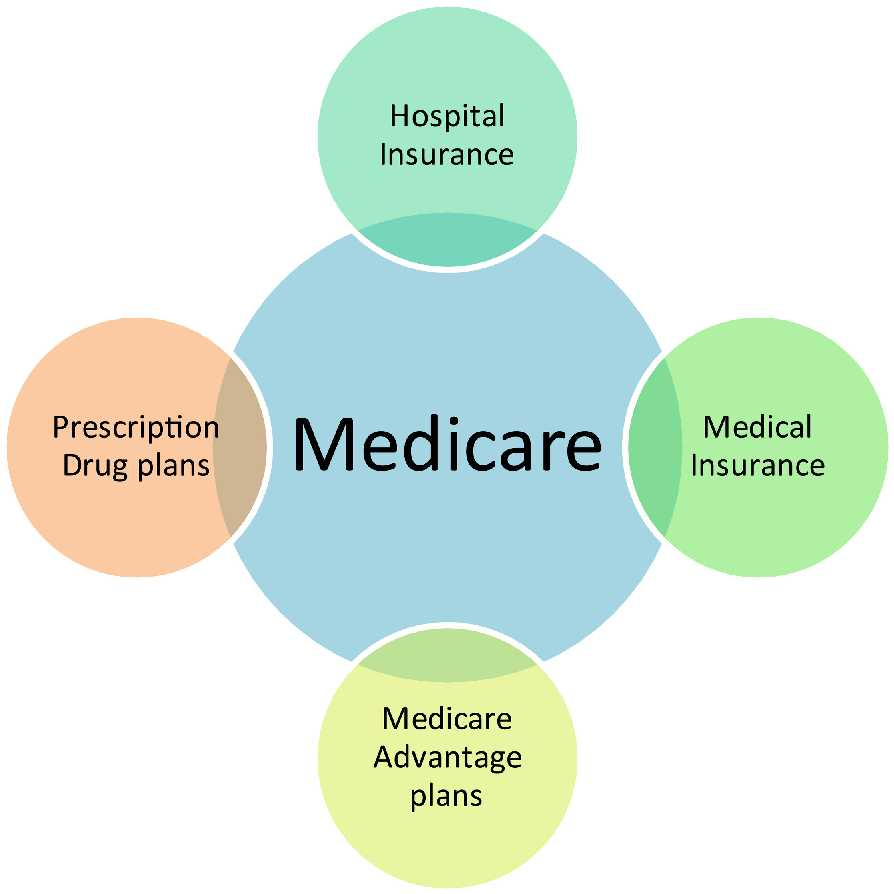 Hospital
Insurance
Prescription
Drug plans
Medicare
Medical
Insurance
Medicare
Advantage
plans